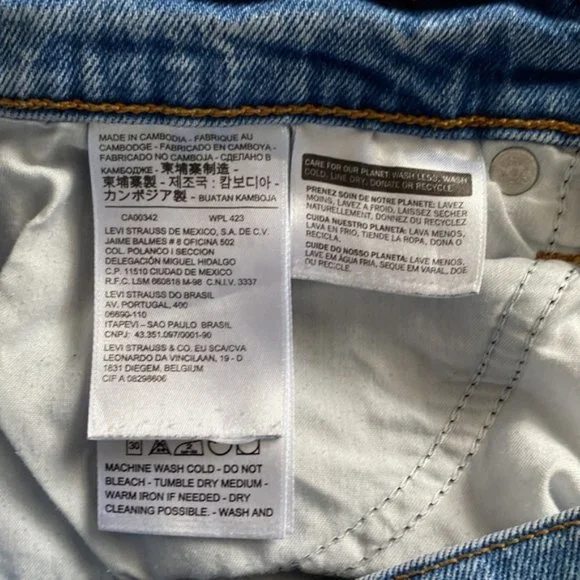 MADE IN CAMBODIA - FABRIQUE AU
CAMBODGE - FABRICADO EN CAMBOYA -
FABRICADO NO CAMBOJA - СДЕЛАНО В
КАМБОДЖЕ - 東埔寨制造 -
東埔寨製 - 제조국 : 캄보디아 -
カンボジア製 - BUATAN KAMBOJA
CA00342 WPL 423
LEVI STRAUSS DE MEXICO, S.A. DE C.V.
JAIME BALMES # 8 OFICINA 502
COL. POLANCO I SECCION
DELEGACIÓN MIGUEL HIDALGO
C.P. 11510 CIUDAD DE MEXICO
R.F.C. LSM 660818 M-98 C.N.I.V. 3337
LEVI STRAUSS DO BRASIL
AV. PORTUGAL, 400
06690-110
ITAPEVI – SAO PAULO BRASIL
CNPJ: 43.351.097/0001-90
LEVI STRAUSS & CO. EU SCA/CVA
LEONARDO DA VINCILAAN, 19 - D
1831 DIEGEM, BELGIUM
CIF A 08298606
30
MACHINE WASH COLD - DO NOT
BLEACH - TUMBLE DRY MEDIUM -
WARM IRON IF NEEDED - DRY
CLEANING POSSIBLE. - WASH AND
CARE FOR OUR PLANET: WASH LESS, WASH
COLD, LINE DRY, DONATE OR RECYCLE
PRENEZ SOIN DE NOTRE PLANÈTE: LAVEZ
MOINS, LAVEZ A FROID, LAISSEZ SÉCHER
NATURELLEMENT, DONNEZ OU RECYCLEZ
CUIDA NUESTRO PLANETA: LAVA MENOS,
LAVA EN FRIO, TIENDE LA ROPA, DONA O
RECICLA
CUIDE DO NOSSO PLANETA: LAVE MENOS,
LAVE EM ÁGUA FRIA, SEQUE EM VARAL, DOE
OU RECICLE